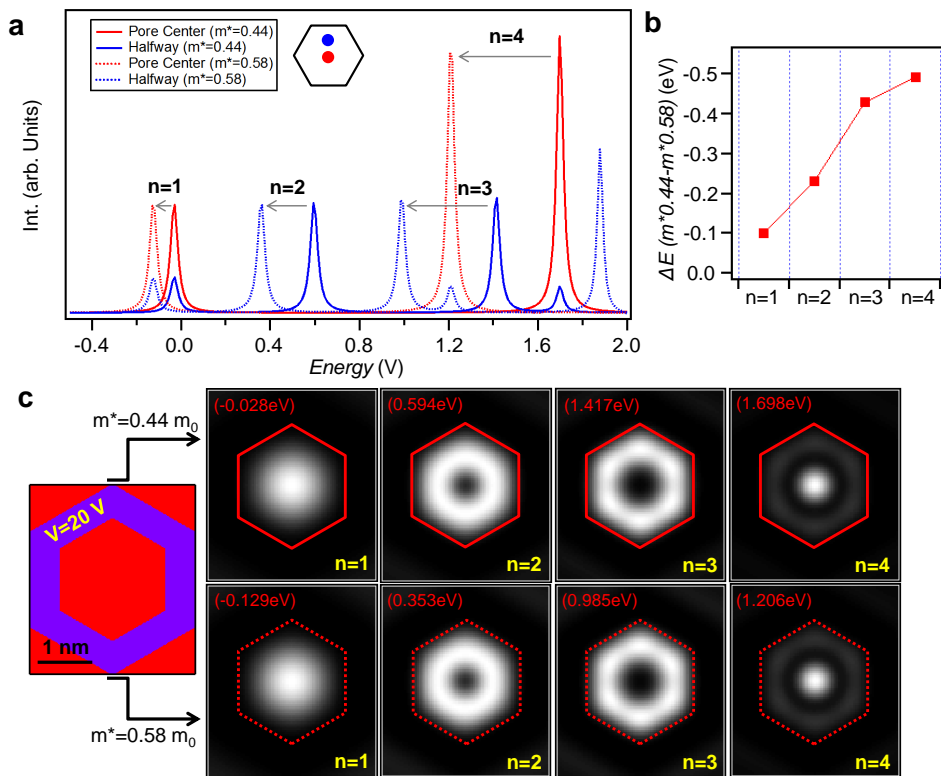 a
Pore Center (m*=0.44)
Halfway (m*=0.44)
Pore Center (m*=0.58)
Halfway (m*=0.58)
n=1
n=2
n=3
n=4
Int. (arb. Units)
-0.4 0.0 0.4 0.8 1.2 1.6 2.0
Energy (V)
b
ΔE (m*0.44-m*0.58) (eV)
-0.5
-0.4
-0.3
-0.2
-0.1
0.0
n=1 n=2 n=3 n=4
c
m*=0.44 m0
V=20 V
1 nm
m*=0.58 m0
(-0.028eV) (0.594eV) (1.417eV) (1.698eV)
n=1 n=2 n=3 n=4
(-0.129eV) (0.353eV) (0.985eV) (1.206eV)
n=1 n=2 n=3 n=4